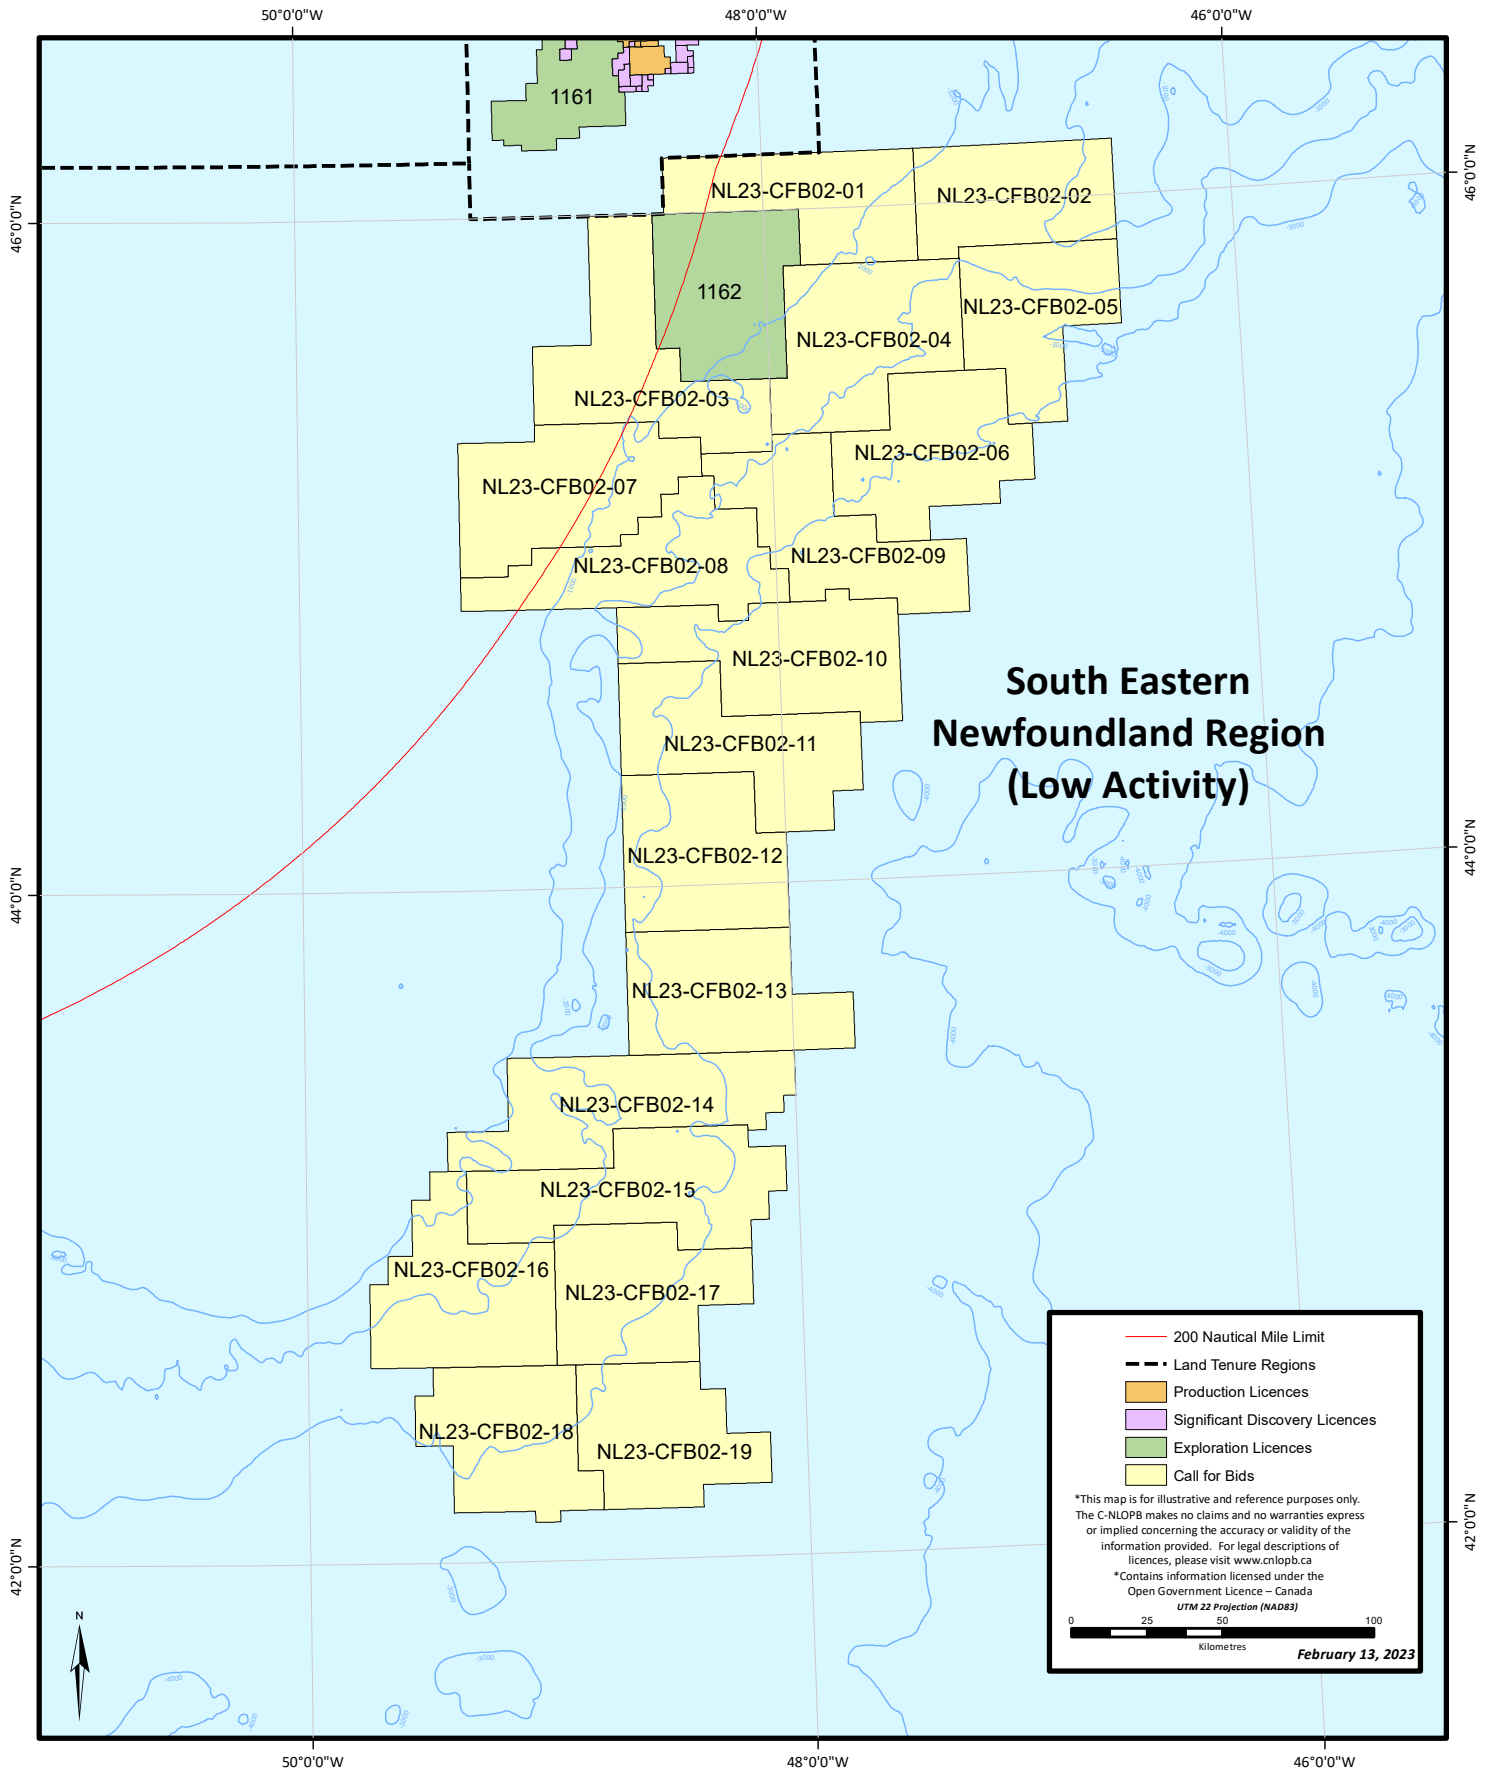 50°0'0"W
48°0'0"W
46°0'0"W
1161
46°0'0"N
46°0'0"N
NL23-CFB02-01
NL23-CFB02-02
1162
NL23-CFB02-05
NL23-CFB02-04
NL23-CFB02-03
NL23-CFB02-06
NL23-CFB02-07
NL23-CFB02-09
NL23-CFB02-08
NL23-CFB02-10
South Eastern
Newfoundland Region
(Low Activity)
NL23-CFB02-11
NL23-CFB02-12
44°0'0"N
44°0'0"N
NL23-CFB02-13
NL23-CFB02-14
NL23-CFB02-15
NL23-CFB02-16
NL23-CFB02-17
NL23-CFB02-18
NL23-CFB02-19
42°0'0"N
42°0'0"N
200 Nautical Mile Limit
Land Tenure Regions
Production Licences
Significant Discovery Licences
Exploration Licences
Call for Bids
*This map is for illustrative and reference purposes only.
The C-NLOPB makes no claims and no warranties express
or implied concerning the accuracy or validity of the
information provided. For legal descriptions of
licences, please visit www.cnlopb.ca
*Contains information licensed under the
Open Government Licence – Canada
UTM 22 Projection (NAD83)
0 25 50 100
Kilometres
February 13, 2023
N
50°0'0"W
48°0'0"W
46°0'0"W